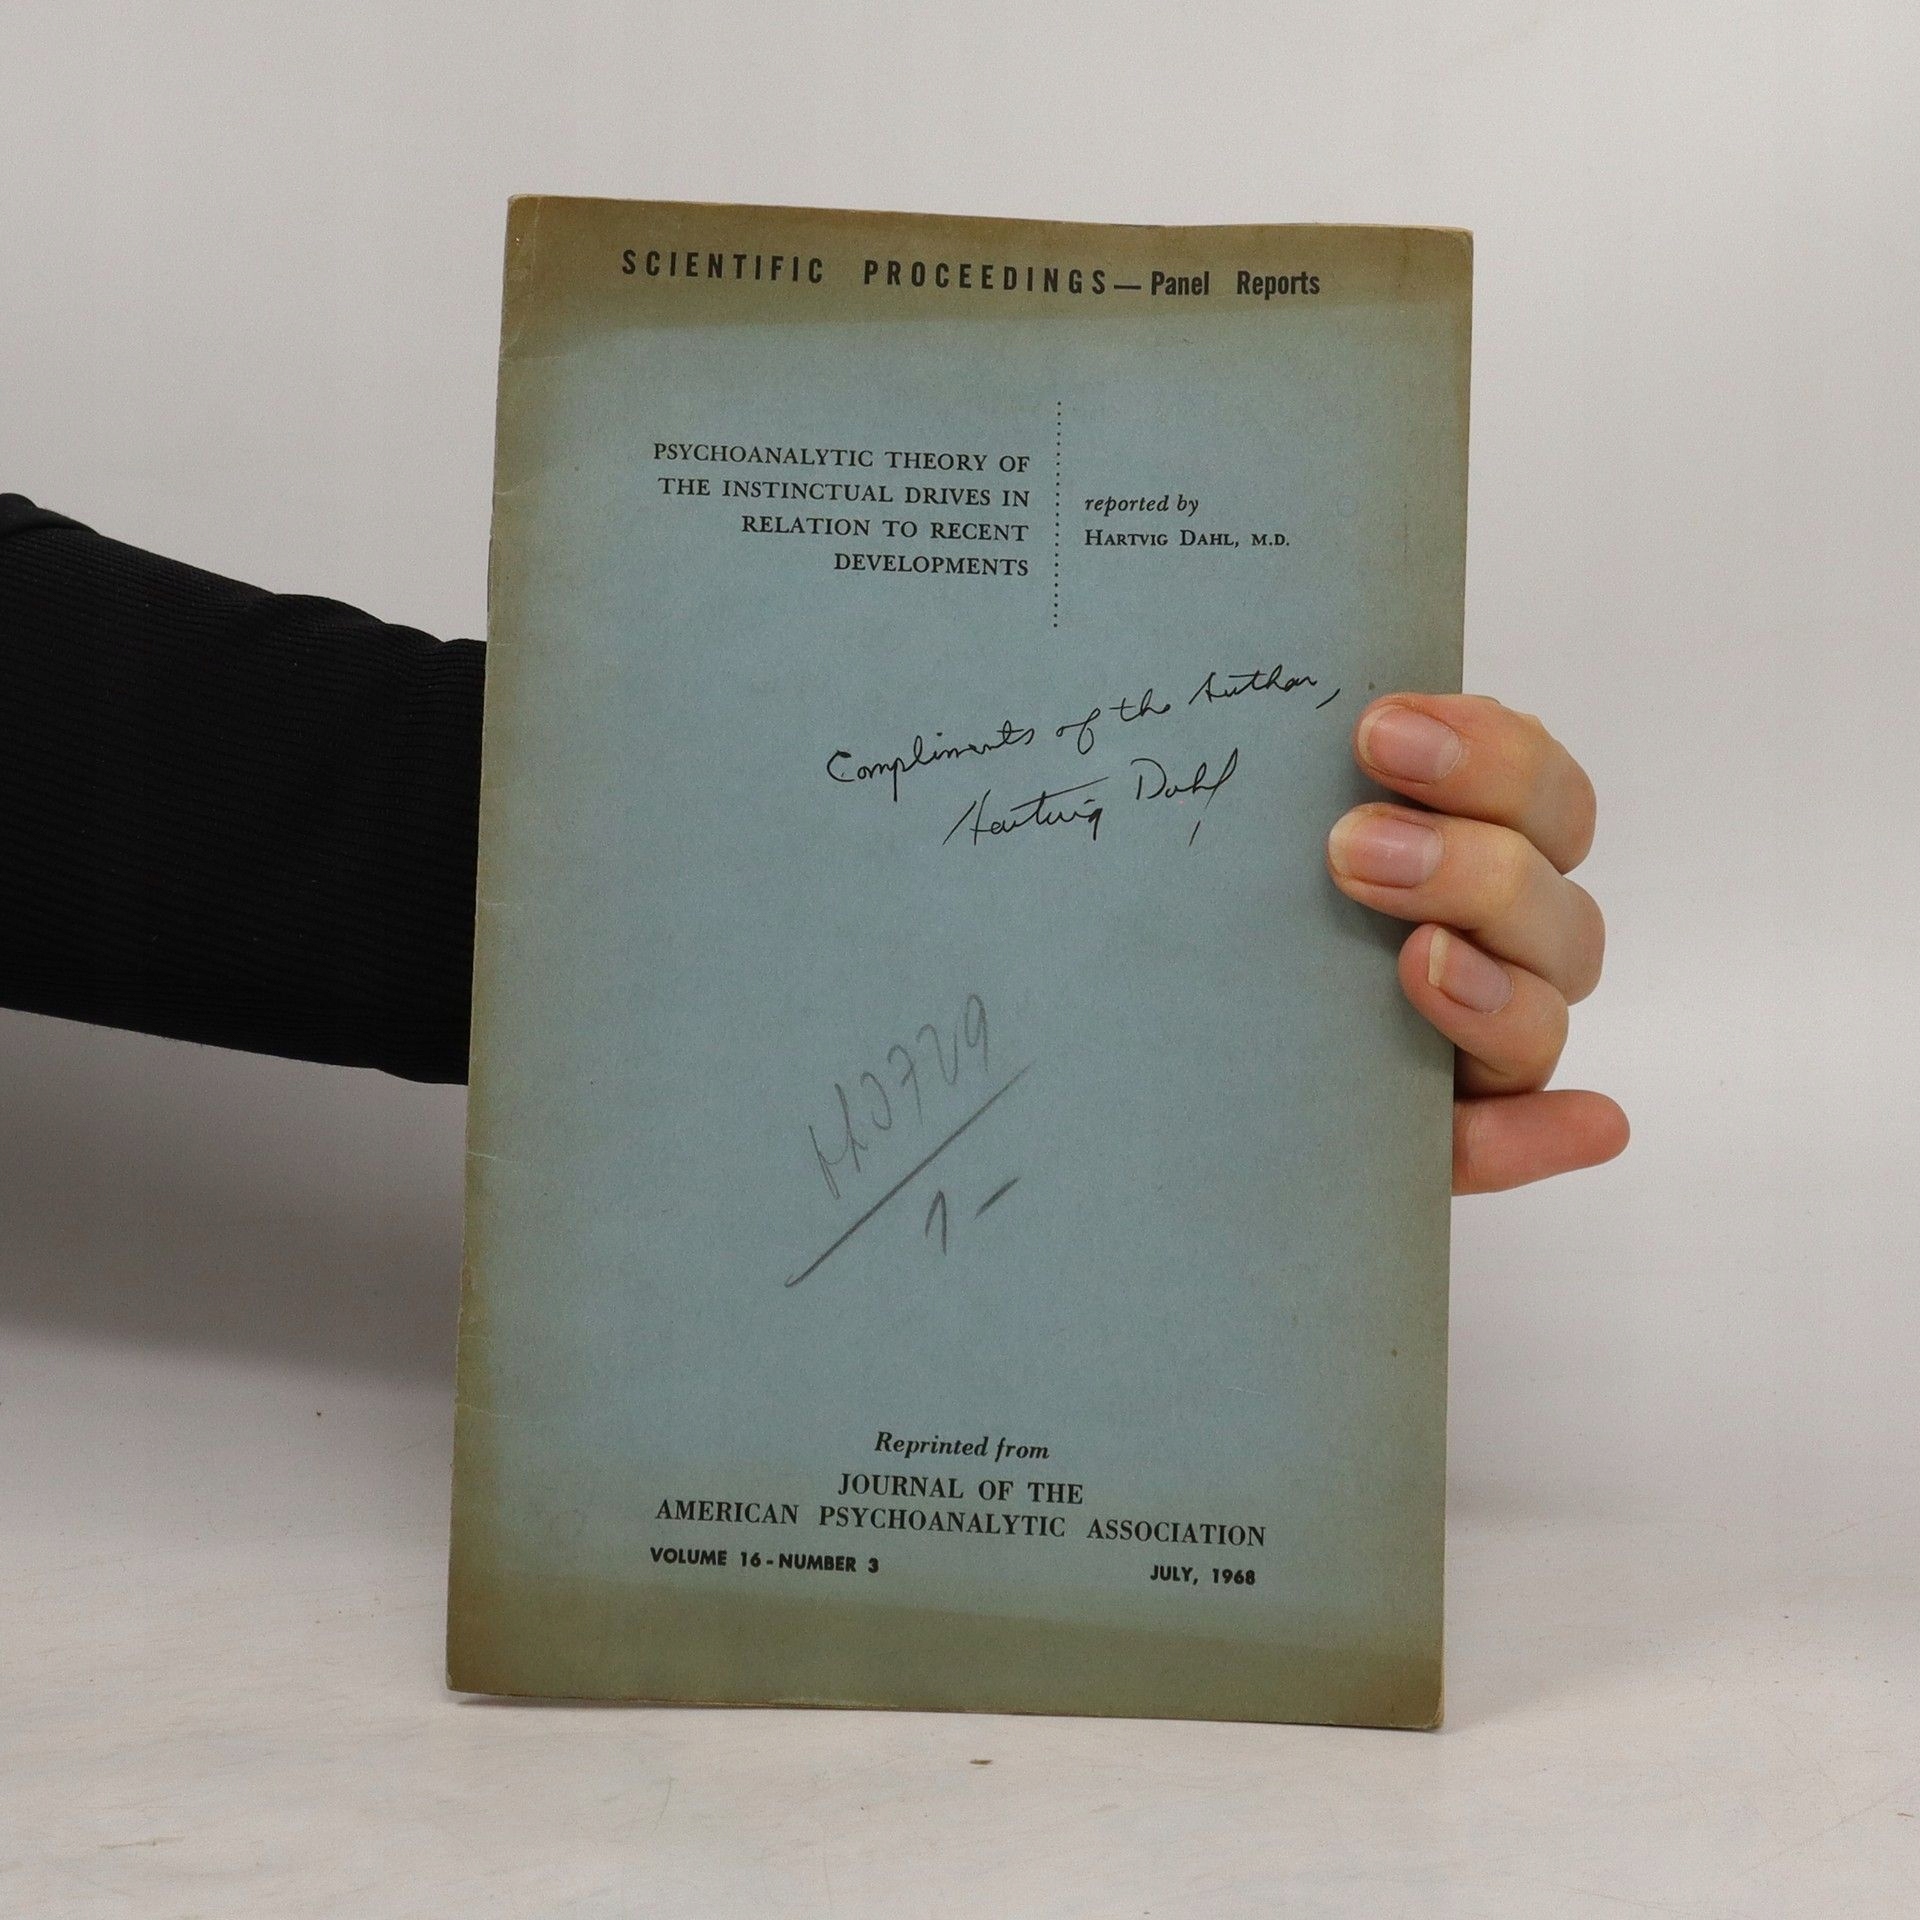 SCIENTIFIC PROCEEDINGS — Panel Reports
PSYCHOANALYTIC THEORY OF
THE INSTINCTUAL DRIVES IN
RELATION TO RECENT
DEVELOPMENTS
reported by
HARTVIG DAHL, M.D.
Compliments of the Author,
Hartvig Dahl
1-
Reprinted from
JOURNAL OF THE
AMERICAN PSYCHOANALYTIC ASSOCIATION
VOLUME 16 - NUMBER 3 JULY, 1968